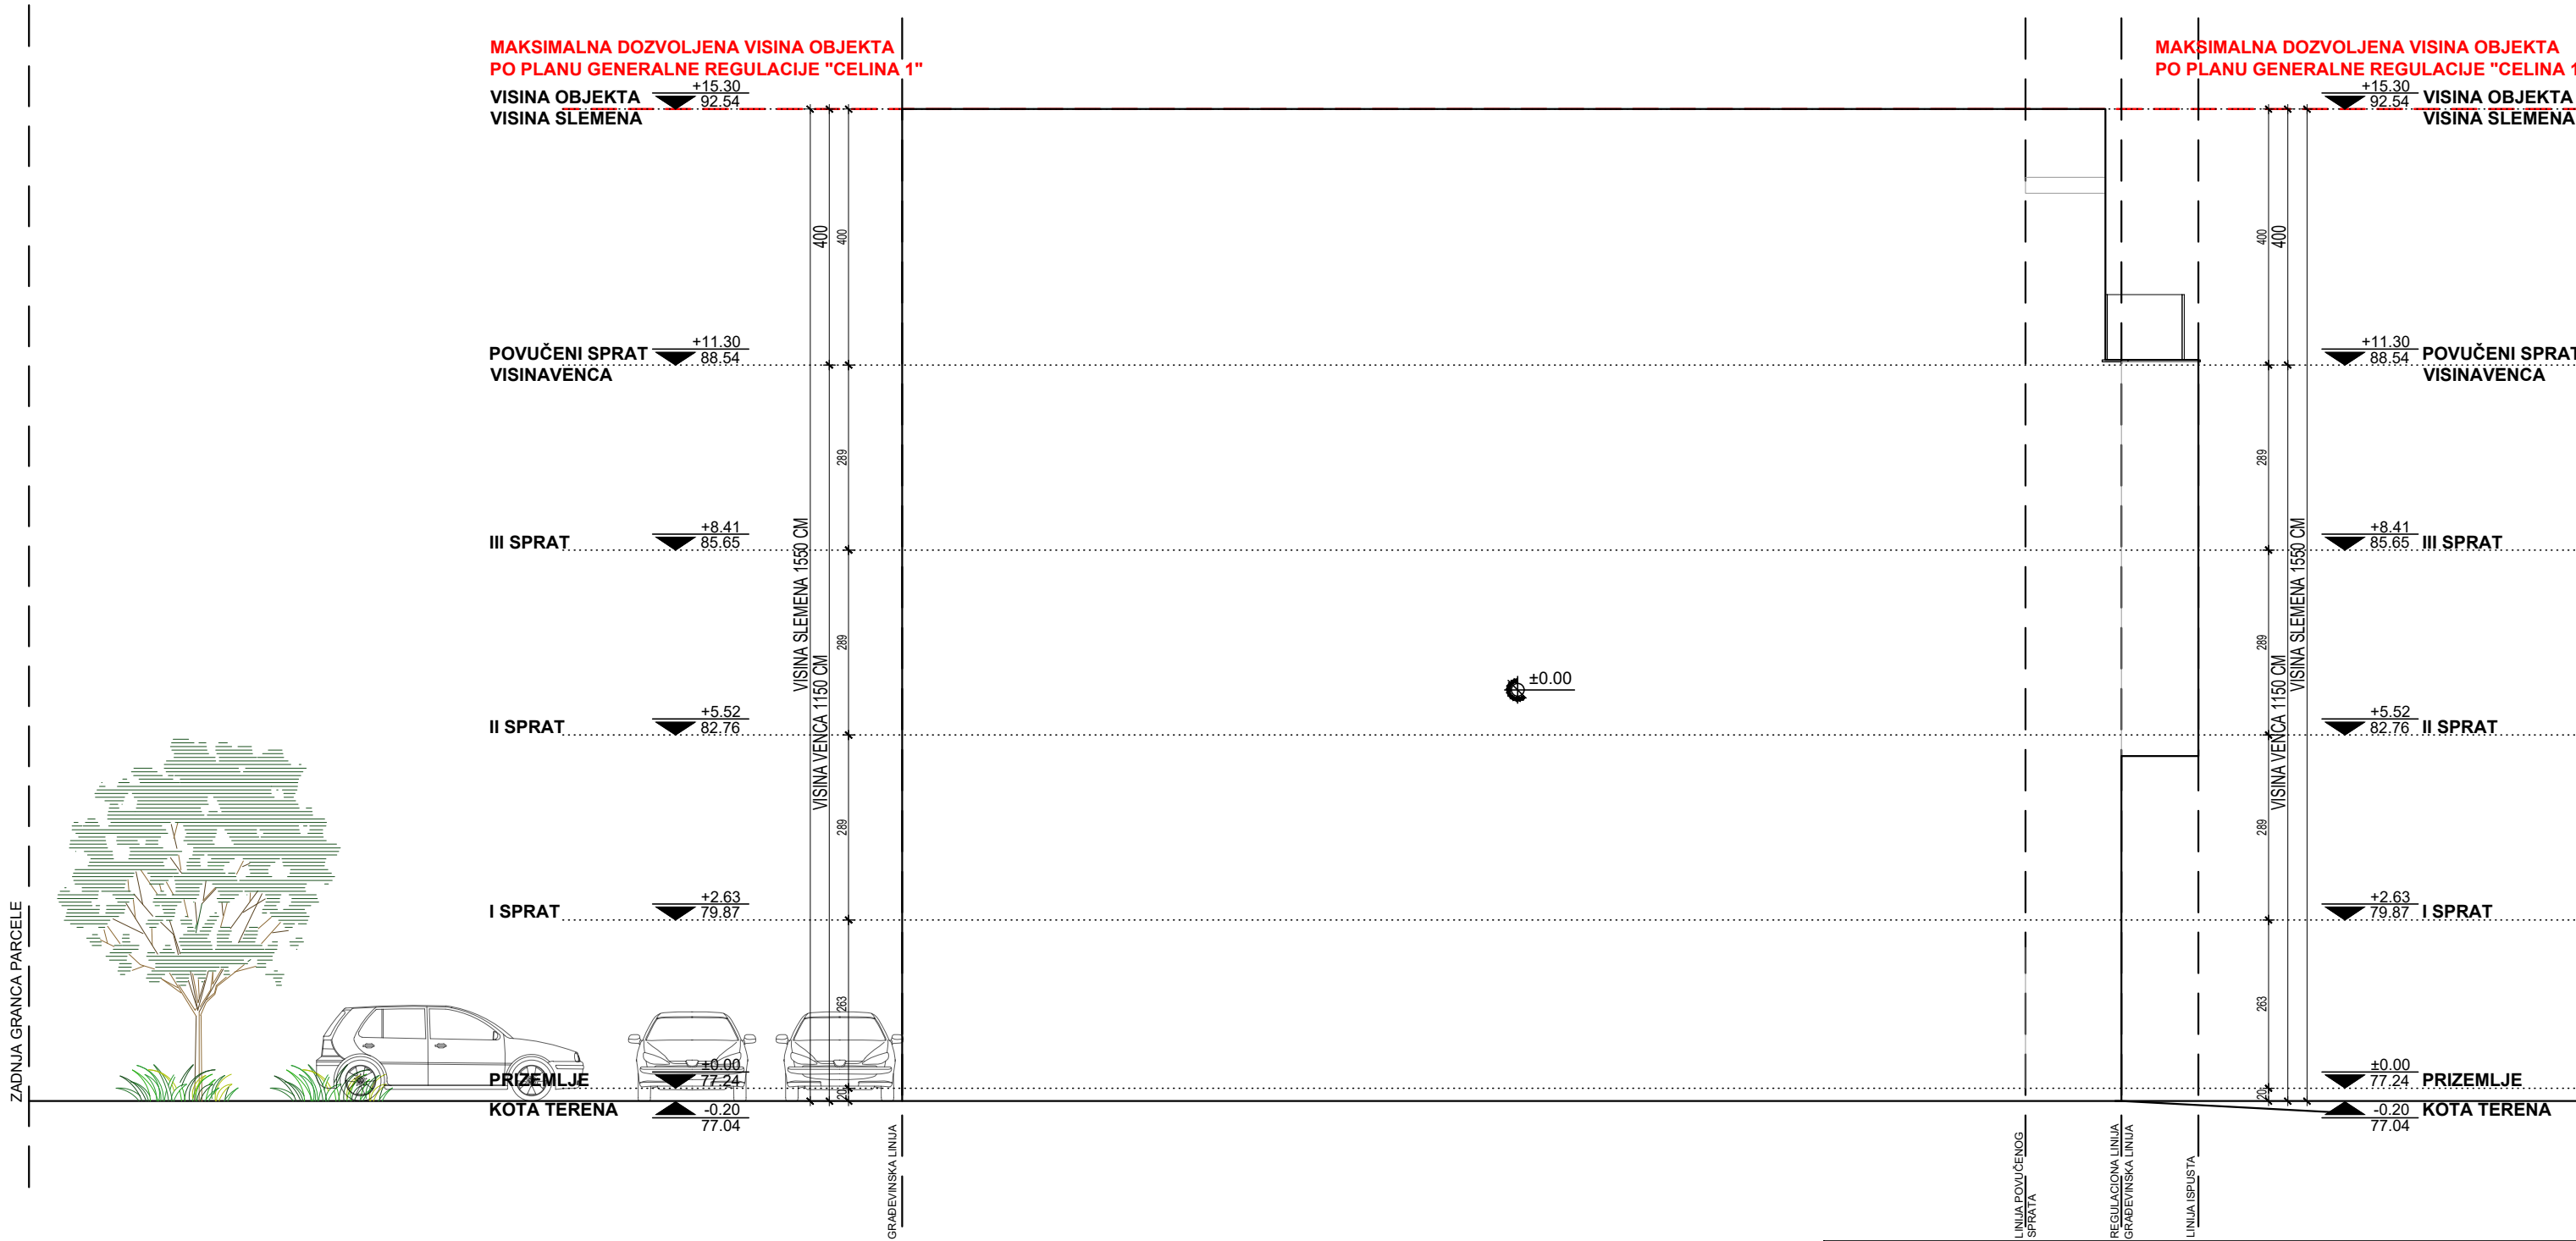 MAKSIMALNA DOZVOLJENA VISINA OBJEKTA
PO PLANU GENERALNE REGULACIJE "CELINA 1"
VISINA OBJEKTA
VISINA SLEMENA
+15.30
92.54
POVUČENI SPRAT
VISINAVENCA
+11.30
88.54
III SPRAT
+8.41
85.65
II SPRAT
+5.52
82.76
I SPRAT
+2.63
79.87
PRIZEMLJE
±0.00
77.24
KOTA TERENA
-0.20
77.04
ZADNJA GRANCA PARCELE
VISINA SLEMENA 1550 CM
VISINA VENCA 1150 CM
400
400
289
289
289
263
20
GRAĐEVINSKA LINIJA
±0.00
LINIJA POVUČENOG
SPRATA
REGULACIONA LINIJA
GRAĐEVINSKA LINIJA
LINIJA ISPUSTA
MAKSIMALNA DOZVOLJENA VISINA OBJEKTA
PO PLANU GENERALNE REGULACIJE "CELINA 1
+15.30
92.54
VISINA OBJEKTA
VISINA SLEMENA
+11.30
88.54
POVUČENI SPRAT
VISINAVENCA
+8.41
85.65
III SPRAT
+5.52
82.76
II SPRAT
+2.63
79.87
I SPRAT
±0.00
77.24
PRIZEMLJE
-0.20
77.04
KOTA TERENA
400
400
289
289
289
263
20
VISINA VENCA 1150 CM
VISINA SLEMENA 1550 CM